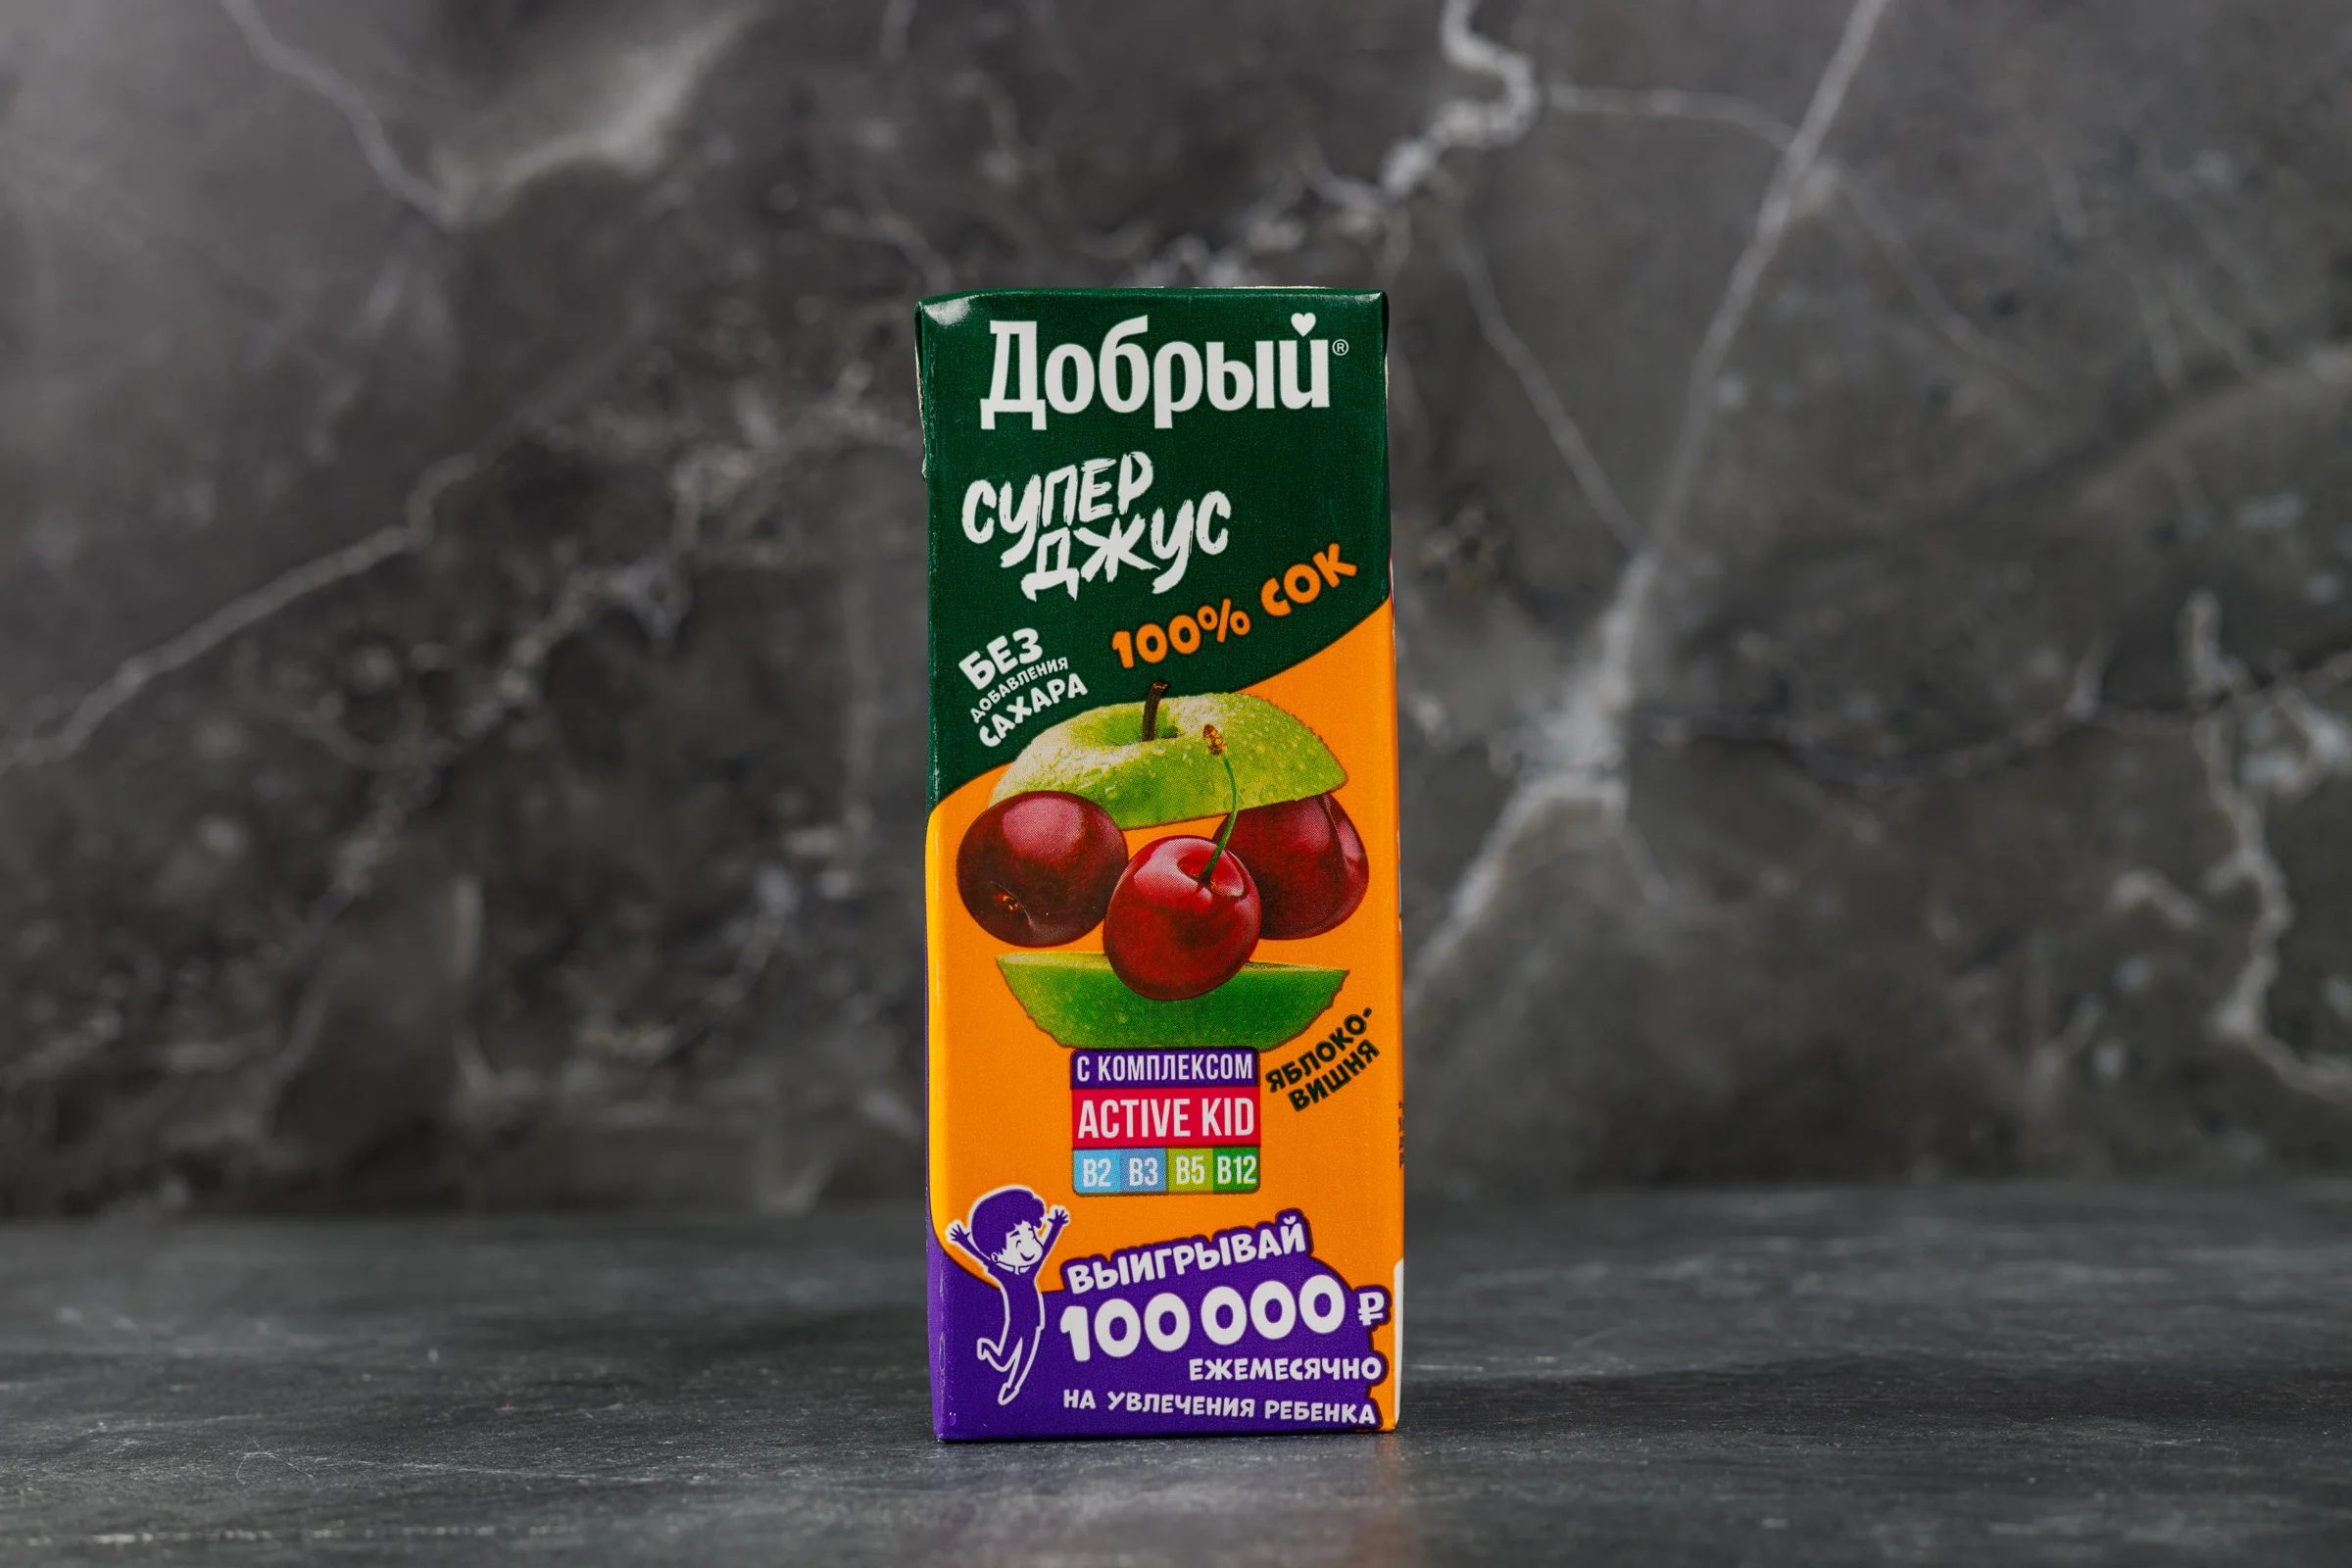 Добрый®
СУПЕР
ДЖУС
100% СОК
БЕЗ
ДОБАВЛЕНИЯ
САХАРА
ЯБЛОКО-
ВИШНЯ
С КОМПЛЕКСОМ
ACTIVE KID
B2 B3 B5 B12
ВЫИГРЫВАЙ
100 000 ₽
ЕЖЕМЕСЯЧНО
НА УВЛЕЧЕНИЯ РЕБЕНКА